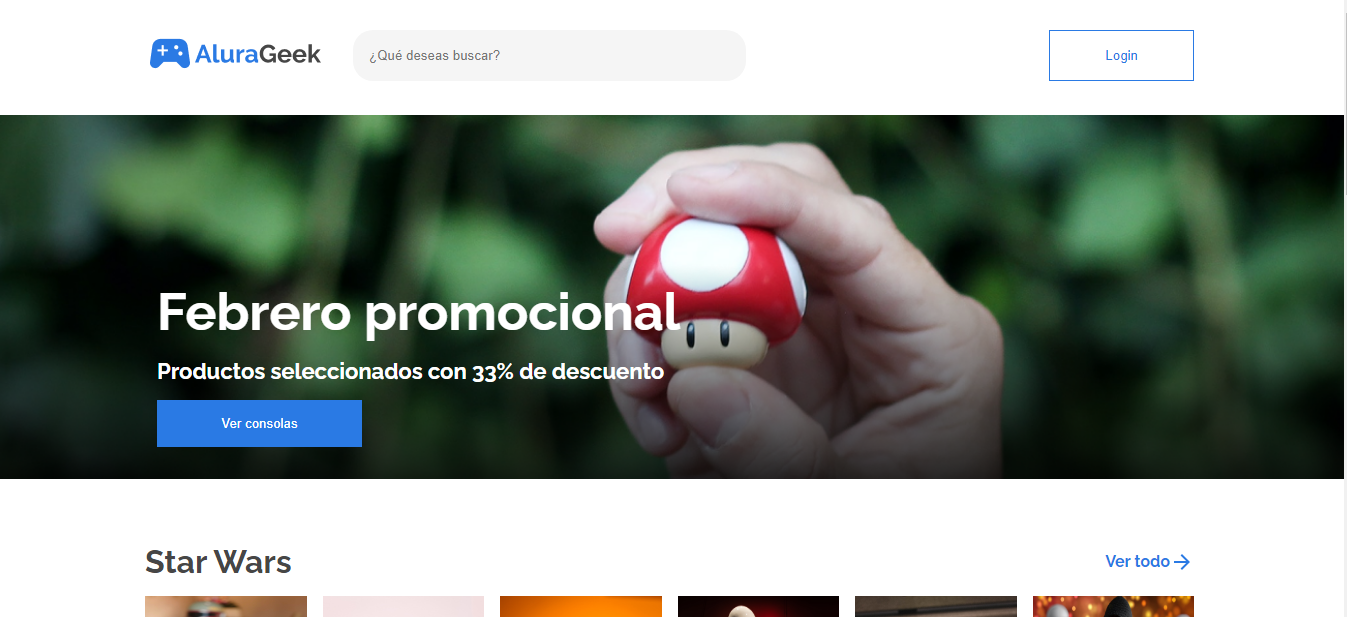 AluraGeek
¿Qué deseas buscar?
Login
Febrero promocional
Productos seleccionados con 33% de descuento
Ver consolas
Star Wars
Ver todo